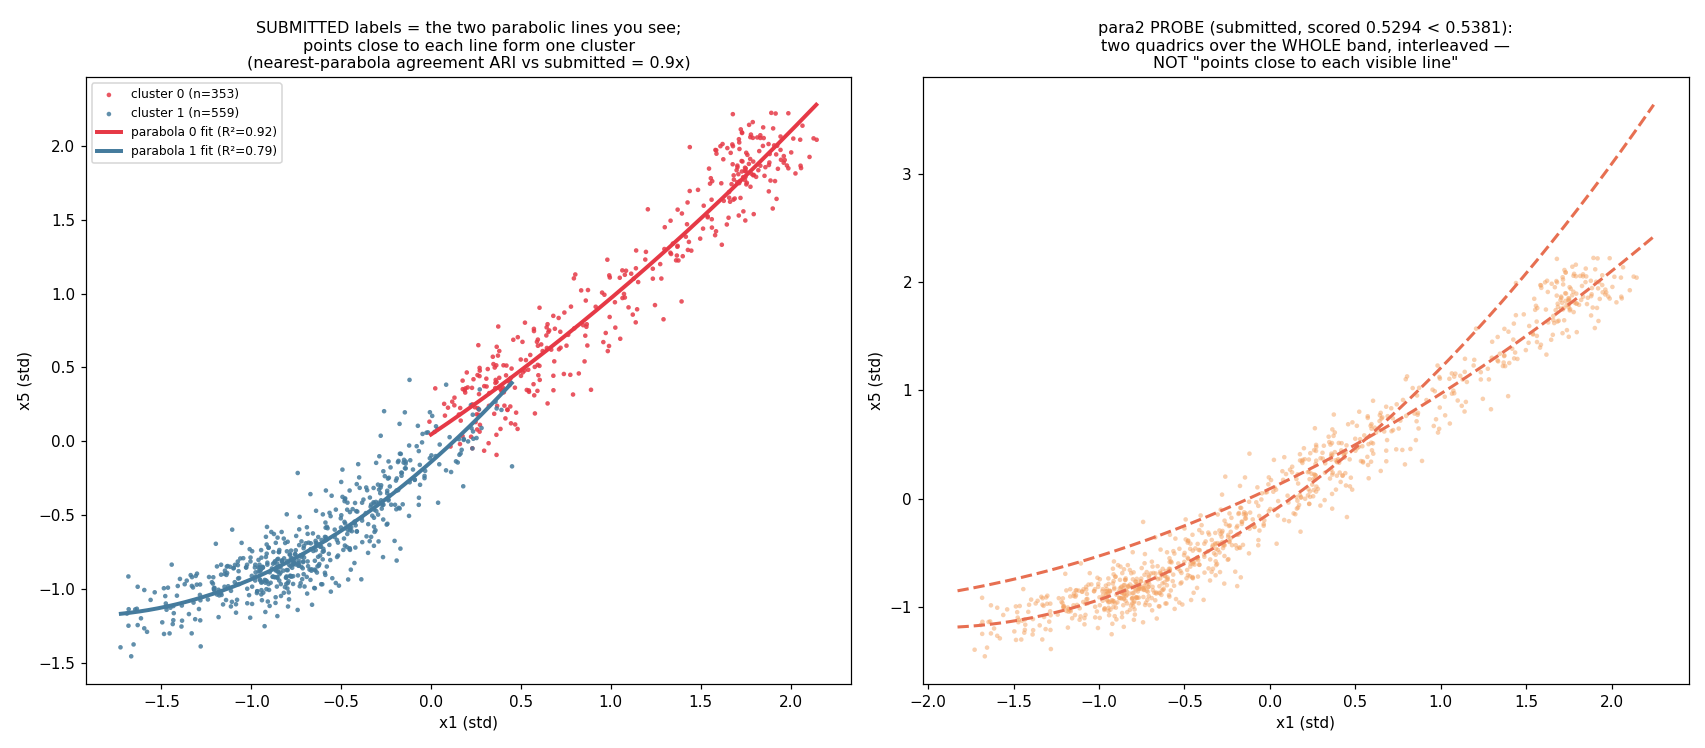 SUBMITTED labels = the two parabolic lines you see;
points close to each line form one cluster
(nearest-parabola agreement ARI vs submitted = 0.9x)
cluster 0 (n=353)
cluster 1 (n=559)
parabola 0 fit (R²=0.92)
parabola 1 fit (R²=0.79)
2.0
1.5
1.0
0.5
0.0
−0.5
−1.0
−1.5
x5 (std)
−1.5 −1.0 −0.5 0.0 0.5 1.0 1.5 2.0
x1 (std)
para2 PROBE (submitted, scored 0.5294 < 0.5381):
two quadrics over the WHOLE band, interleaved —
NOT "points close to each visible line"
3
2
1
0
−1
x5 (std)
−2.0 −1.5 −1.0 −0.5 0.0 0.5 1.0 1.5 2.0
x1 (std)